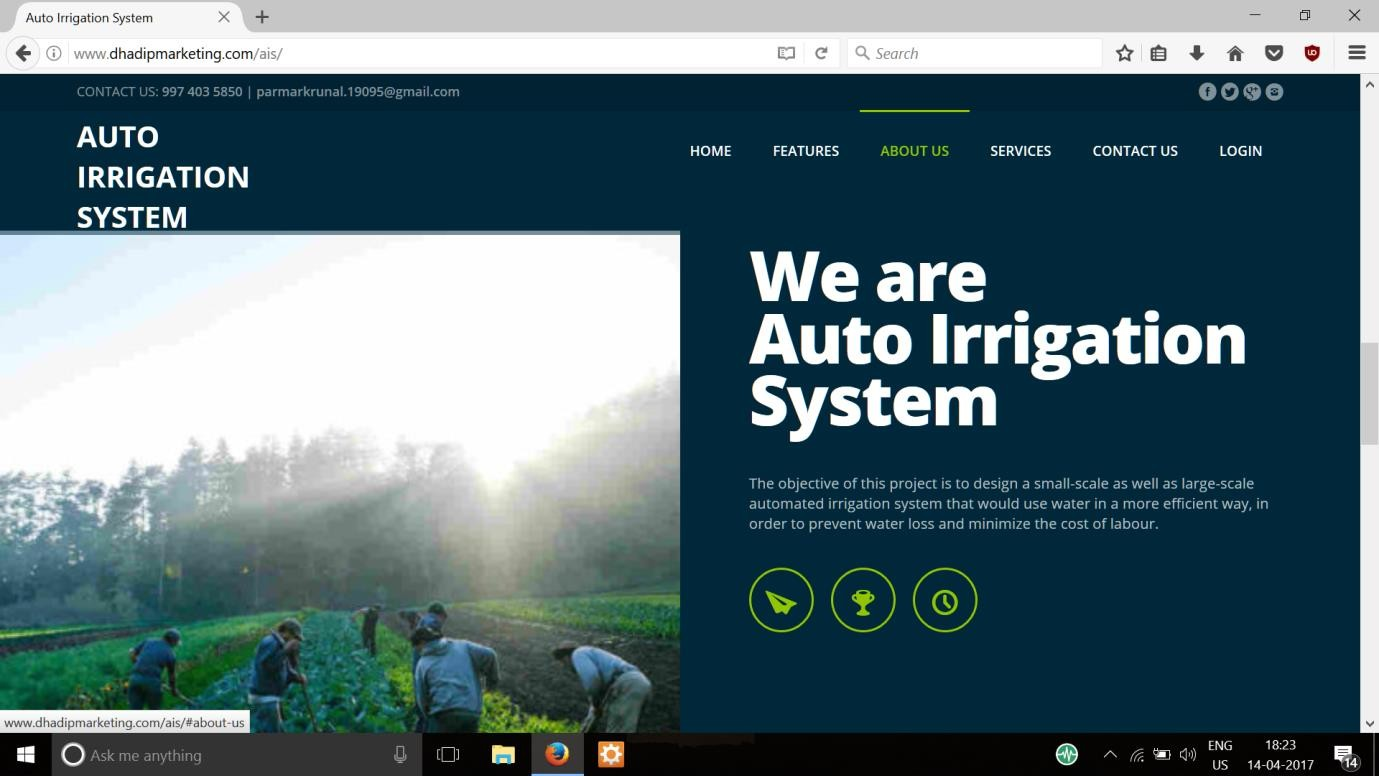 Auto Irrigation System
www.dhadipmarketing.com/ais/
Search
CONTACT US: 997 403 5850 | parmarkrunal.19095@gmail.com
AUTO
IRRIGATION
SYSTEM
HOME FEATURES ABOUT US SERVICES CONTACT US LOGIN
We are
Auto Irrigation
System
The objective of this project is to design a small-scale as well as large-scale
automated irrigation system that would use water in a more efficient way, in
order to prevent water loss and minimize the cost of labour.
www.dhadipmarketing.com/ais/#about-us
Ask me anything
ENG
US
18:23
14-04-2017
14